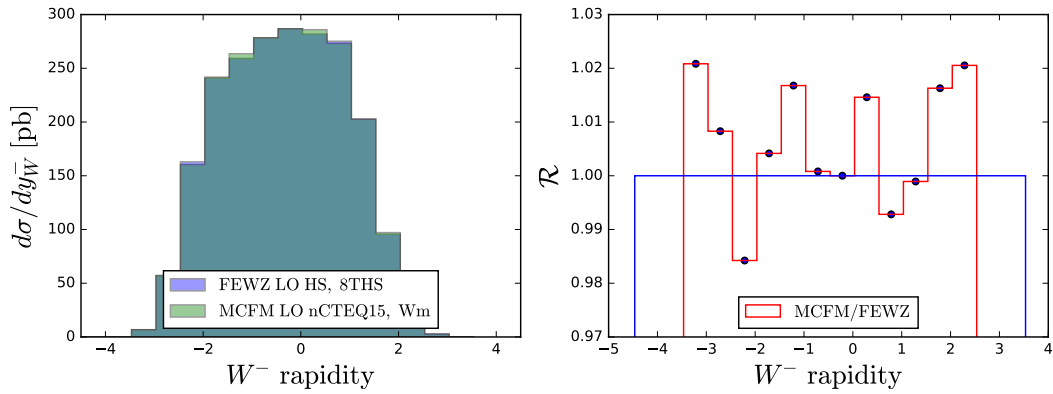 dσ/dy_W^- [pb]
300
250
200
150
100
50
0
FEWZ LO HS, 8THS
MCFM LO nCTEQ15, Wm
−4 −2 0 2 4
W^− rapidity
R
1.03
1.02
1.01
1.00
0.99
0.98
0.97
MCFM/FEWZ
−5 −4 −3 −2 −1 0 1 2 3 4
W^− rapidity